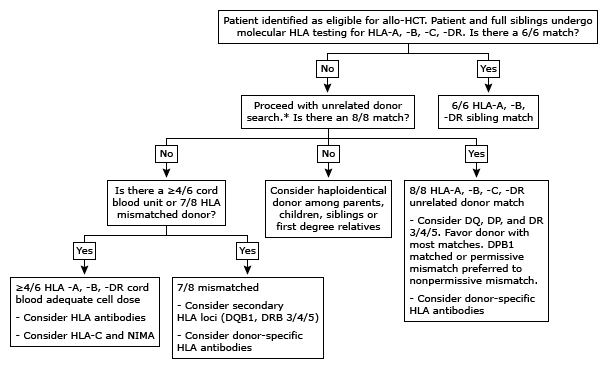 Patient identified as eligible for allo-HCT. Patient and full siblings undergo
molecular HLA testing for HLA-A, -B, -C, -DR. Is there a 6/6 match?
No
Yes
Proceed with unrelated donor
search.* Is there an 8/8 match?
6/6 HLA-A, -B,
-DR sibling match
No
No
Yes
Is there a ≥4/6 cord
blood unit or 7/8 HLA
mismatched donor?
Consider haploidentical
donor among parents,
children, siblings or
first degree relatives
8/8 HLA-A, -B, -C, -DR
unrelated donor match
- Consider DQ, DP, and DR
3/4/5. Favor donor with
most matches. DPB1
matched or permissive
mismatch preferred to
nonpermissive mismatch.
- Consider donor-specific
HLA antibodies
Yes
Yes
≥4/6 HLA -A, -B, -DR cord
blood adequate cell dose
- Consider HLA antibodies
- Consider HLA-C and NIMA
7/8 mismatched
- Consider secondary
HLA loci (DQB1, DRB 3/4/5)
- Consider donor-specific
HLA antibodies